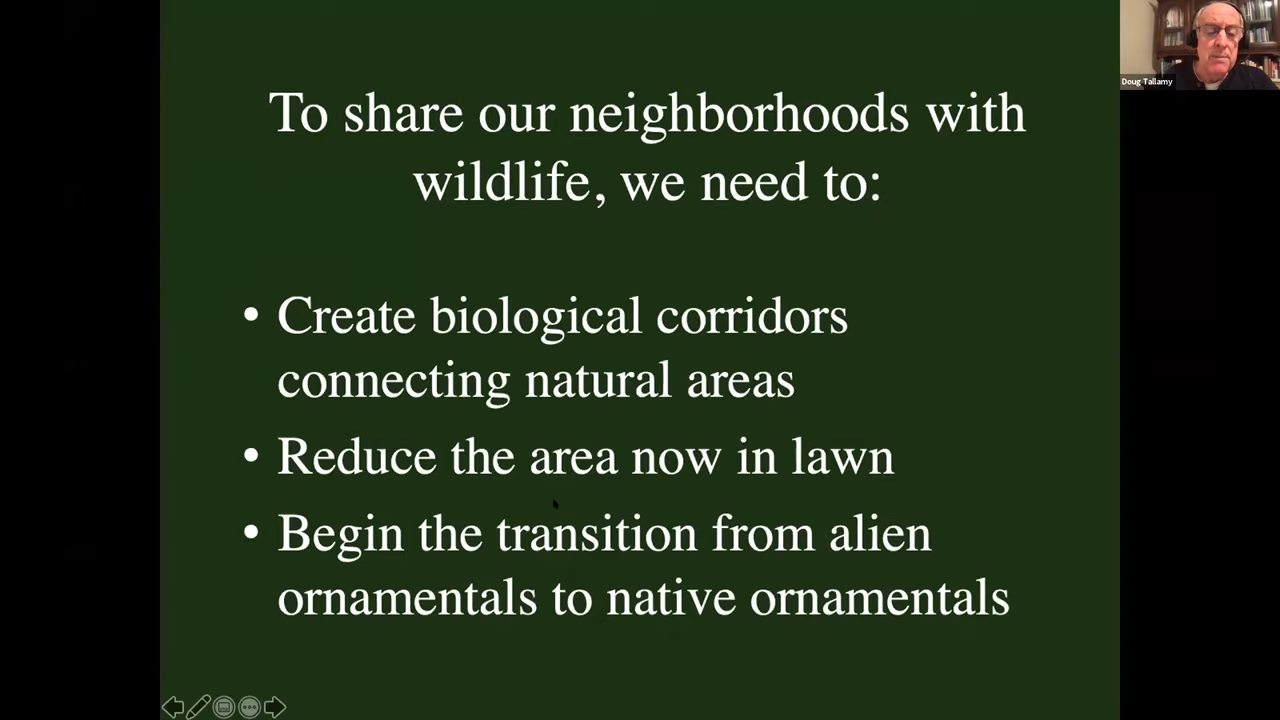 To share our neighborhoods with
wildlife, we need to:
• Create biological corridors
connecting natural areas
• Reduce the area now in lawn
• Begin the transition from alien
ornamentals to native ornamentals
Doug Tallamy